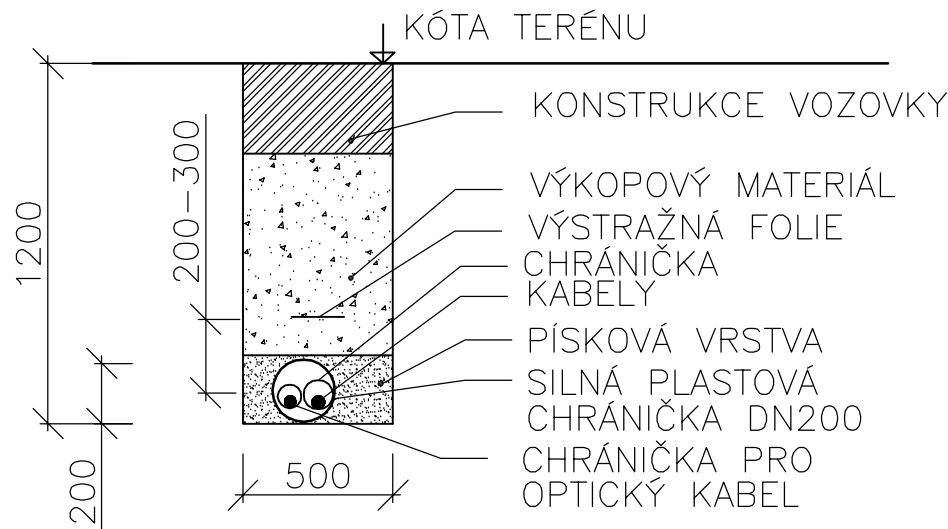 KÓTA TERÉNU
KONSTRUKCE VOZOVKY
200-300
VÝKOPOVÝ MATERIÁL
VÝSTRAŽNÁ FOLIE
1200
CHRÁNIČKA
KABELY
PÍSKOVÁ VRSTVA
SILNÁ PLASTOVÁ
CHRÁNIČKA DN200
CHRÁNIČKA PRO
OPTICKÝ KABEL
500
200